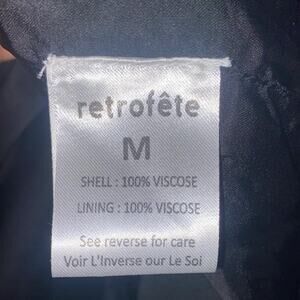 retrofête
M
SHELL : 100% VISCOSE
LINING : 100% VISCOSE
See reverse for care
Voir L'Inverse our Le Soi